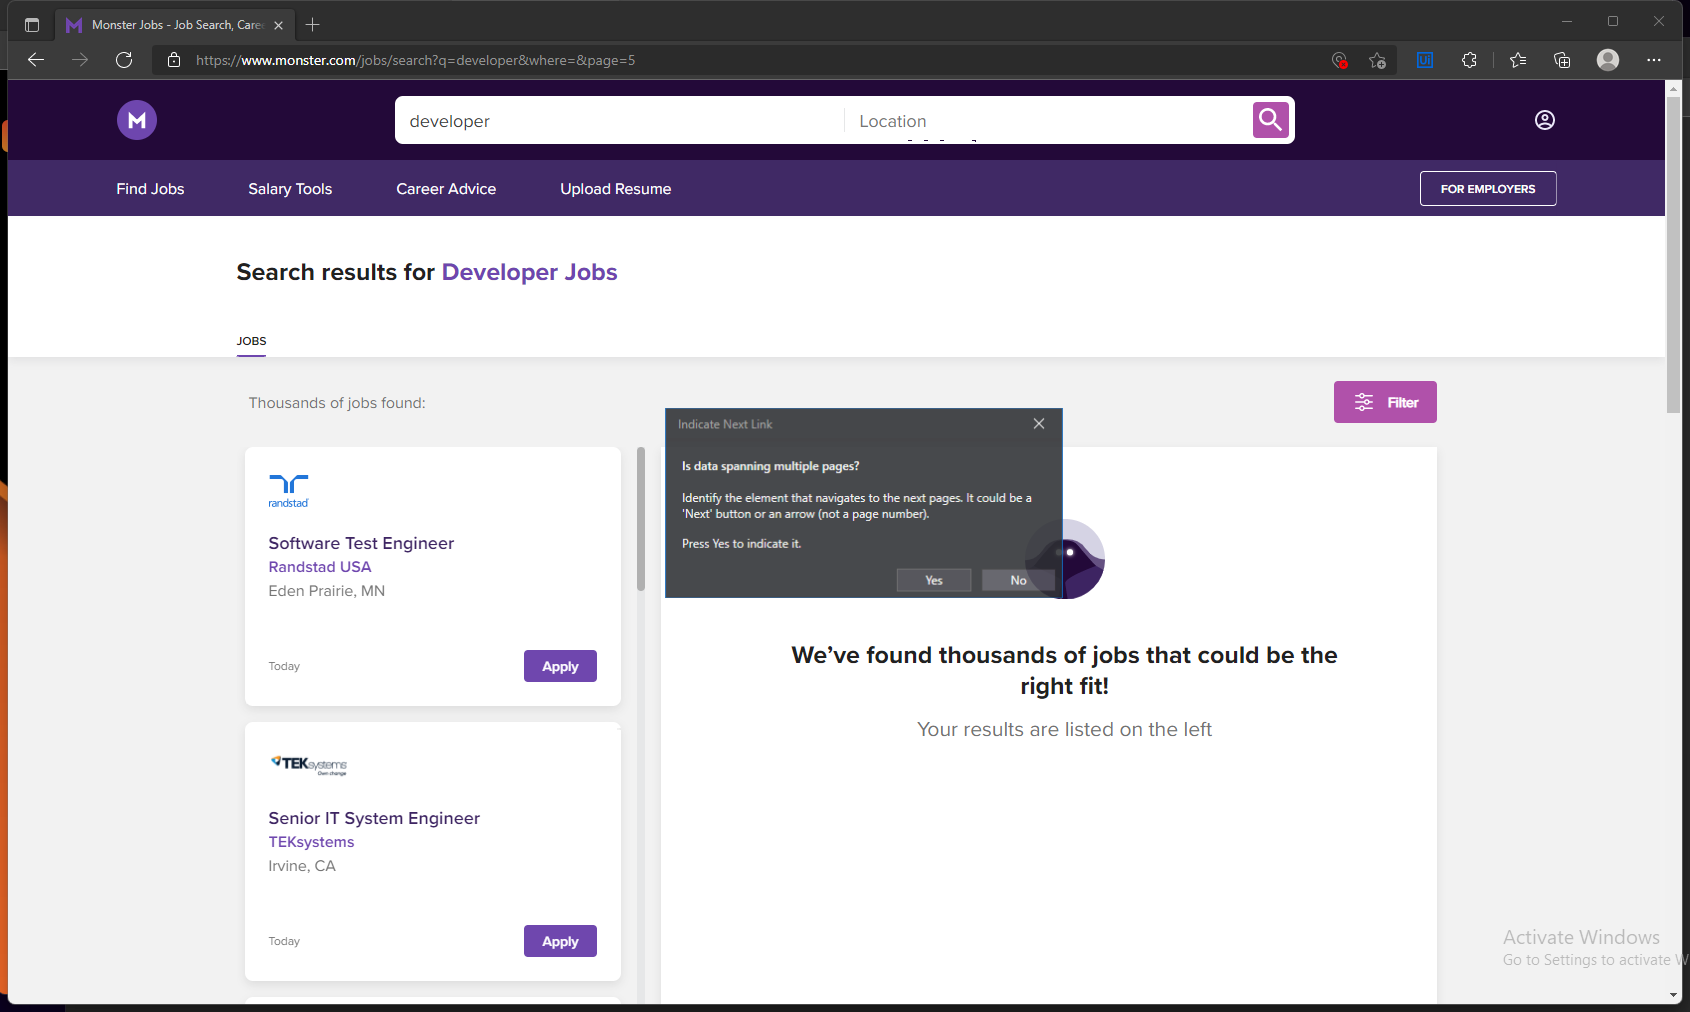 Monster Jobs - Job Search, Care
https://www.monster.com/jobs/search?q=developer&where=&page=5
UI
M
developer
Location
Find Jobs
Salary Tools
Career Advice
Upload Resume
FOR EMPLOYERS
Search results for Developer Jobs
JOBS
Thousands of jobs found:
Filter
randstad
Software Test Engineer
Randstad USA
Eden Prairie, MN
Today
Apply
TEKsystems
Own change
Senior IT System Engineer
TEKsystems
Irvine, CA
Today
Apply
Indicate Next Link
Is data spanning multiple pages?
Identify the element that navigates to the next pages. It could be a
'Next' button or an arrow (not a page number).
Press Yes to indicate it.
Yes
No
We’ve found thousands of jobs that could be the
right fit!
Your results are listed on the left
Activate Windows
Go to Settings to activate W